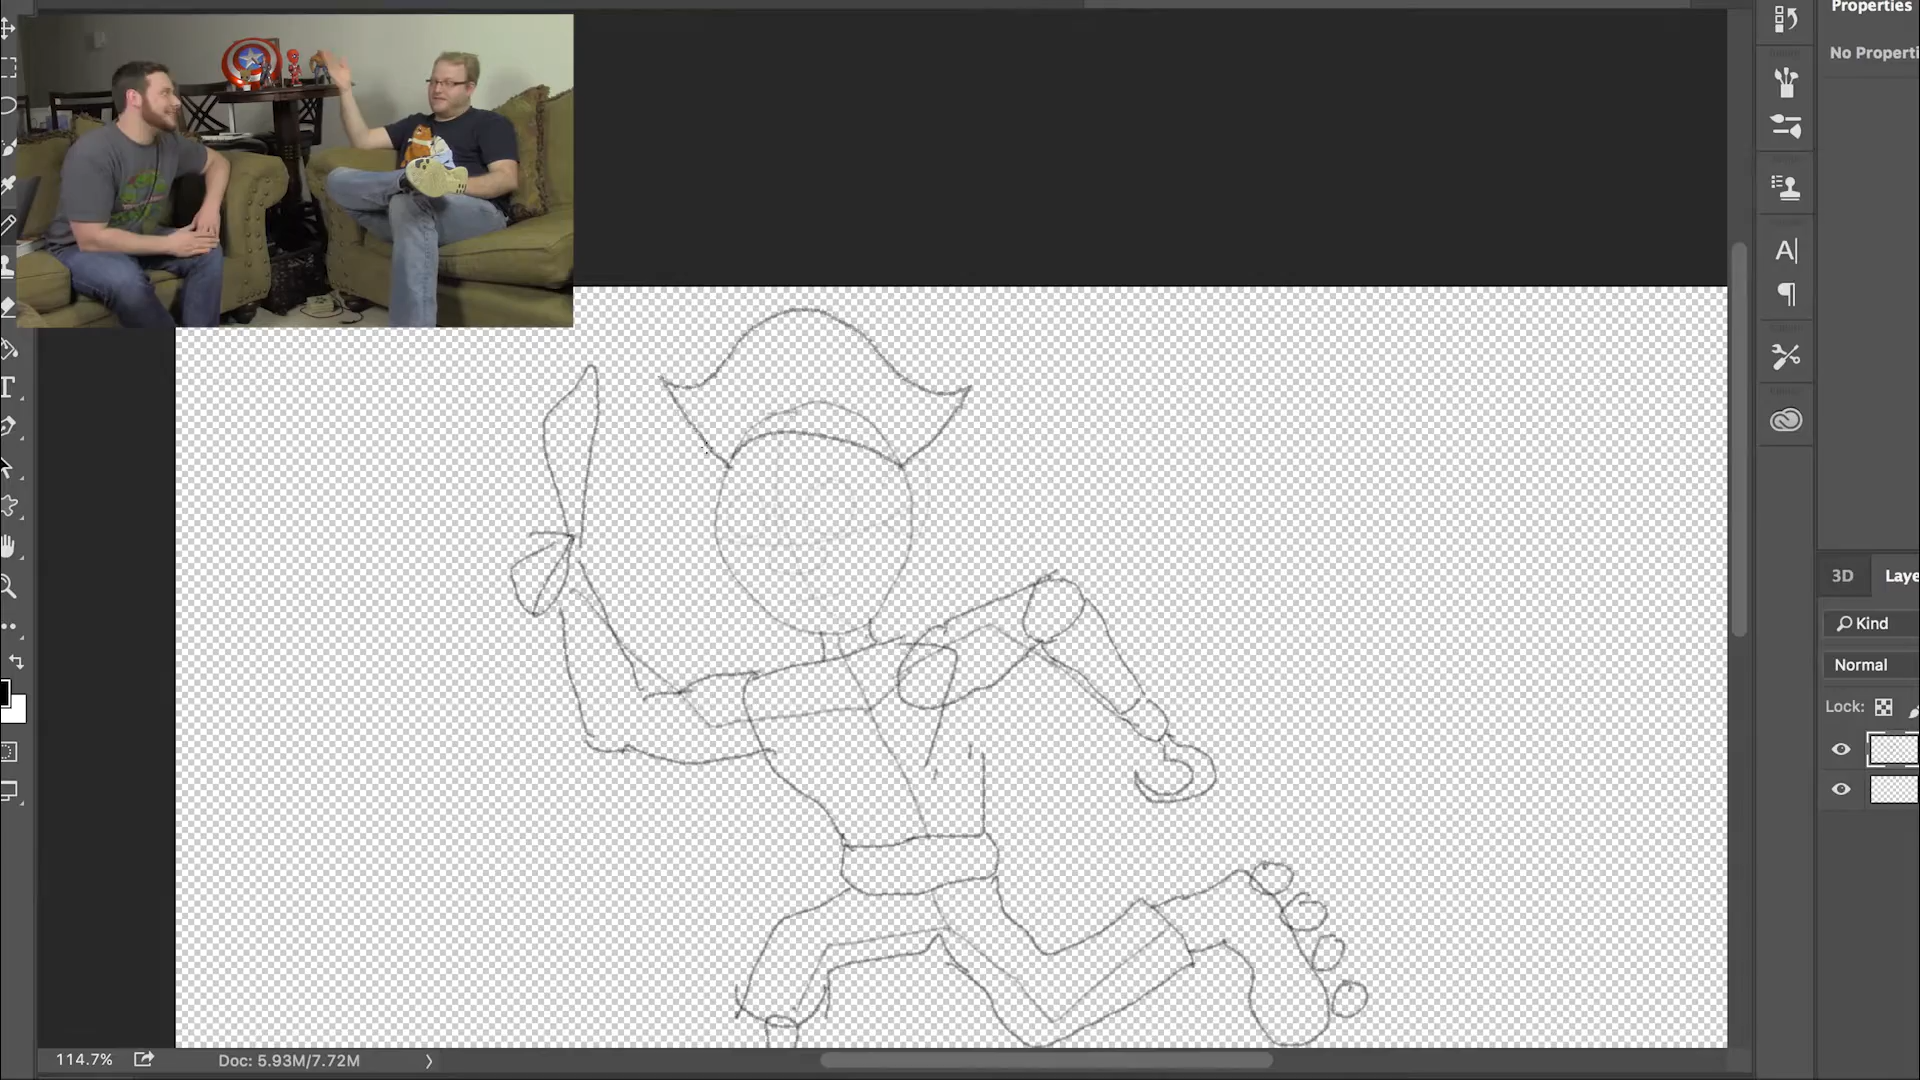 Properties
No Properti
A|
T
3D
Laye
Kind
Normal
Lock:
114.7%
Doc: 5.93M/7.72M